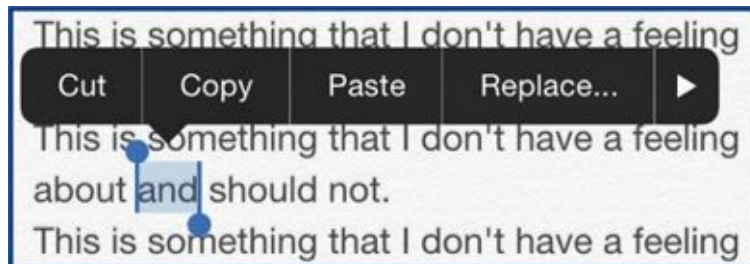 This is something that I don't have a feeling
Cut Copy Paste Replace...
This is something that I don't have a feeling
about and should not.
This is something that I don't have a feeling